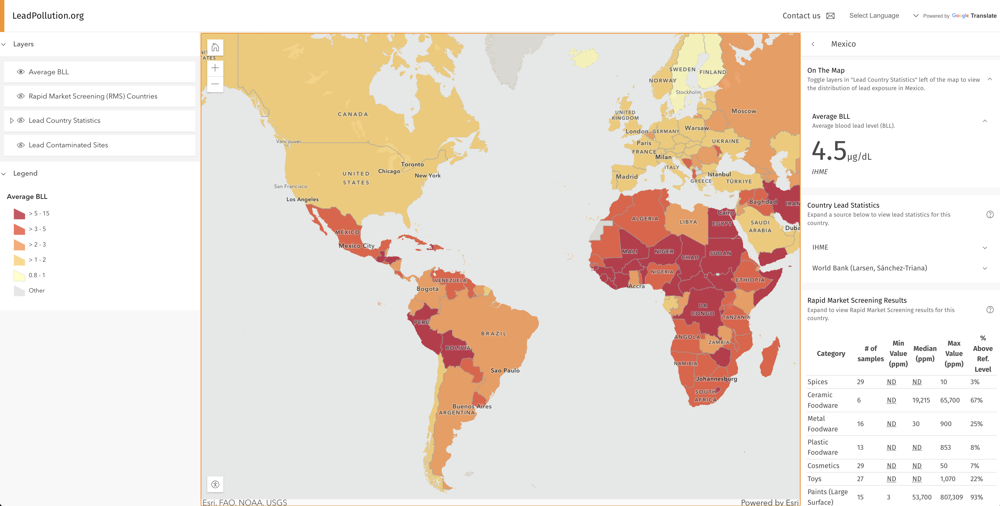 LeadPollution.org
Contact us
Select Language
Powered by Google Translate
Layers
Average BLL
Rapid Market Screening (RMS) Countries
Lead Country Statistics
Lead Contaminated Sites
Legend
Average BLL
> 5 - 15
> 3 - 5
> 2 - 3
> 1 - 2
0.8 - 1
Other
CANADA
Vancouver
Toronto
Chicago
New York
UNITED
STATES
San Francisco
Los Angeles
MÉXICO
Mexico City
VENEZUELA
Bogotá
PERÚ
BRAZIL
BOLIVIA
Sao Paulo
Buenos Aires
ARGENTINA
SWEDEN
FINLAND
NORWAY
Stockholm
Moscow
UNITED
KINGDOM
London
GERMANY
Warsaw
Paris
UKRAINE
FRANCE
Milan
ITALY
Istanbul
Madrid
GREECE
TÜRKIYE
Baghdad
IRAN
Cairo
ALGERIA
LIBYA
EGYPT
SAUDI
ARABIA
Duba
MALI
NIGER
CHAD
SUDAN
NIGERIA
ETHIOPIA
Accra
DR
CONGO
TANZANIA
ANGOLA
ZAMBIA
NAMIBIA
Johannesburg
SOUTH
AFRICA
Esri, FAO, NOAA, USGS
Powered by Esri
Mexico
On The Map
Toggle layers in "Lead Country Statistics" left of the map to view
the distribution of lead exposure in Mexico.
Average BLL
Average blood lead level (BLL).
4.5 µg/dL
IHME
Country Lead Statistics
Expand a source below to view lead statistics for this
country.
IHME
World Bank (Larsen, Sánchez-Triana)
Rapid Market Screening Results
Expand to view Rapid Market Screening results for this
country.
Category # of samples Min Value (ppm) Median (ppm) Max Value (ppm) % Above Ref. Level
Spices 29 ND ND 10 3%
Ceramic Foodware 6 ND 19,215 65,700 67%
Metal Foodware 16 ND 30 900 25%
Plastic Foodware 13 ND ND 853 8%
Cosmetics 29 ND ND 50 7%
Toys 27 ND ND 1,070 22%
Paints (Large Surface) 15 3 53,700 807,309 93%